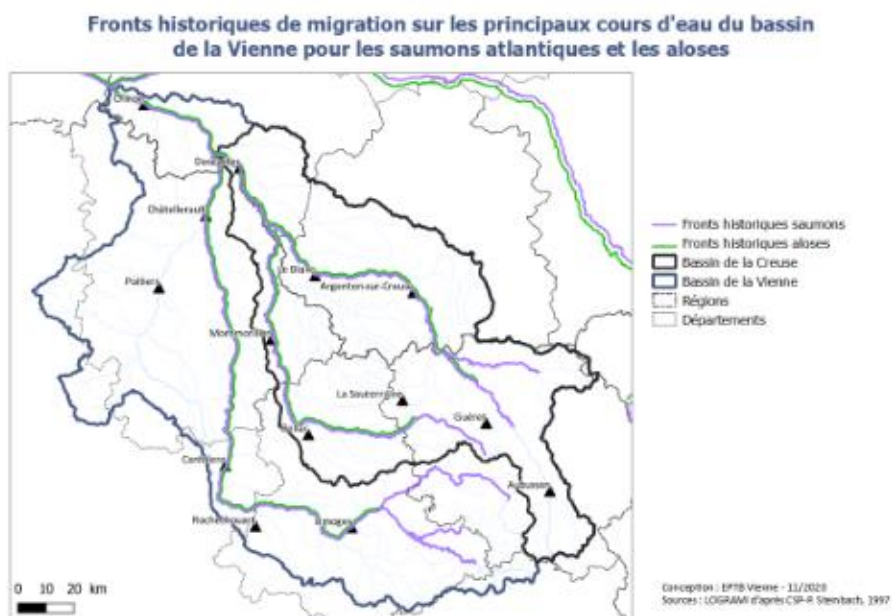 Fronts historiques de migration sur les principaux cours d'eau du bassin
de la Vienne pour les saumons atlantiques et les aloses
Chinon
Descartes
Châtellerault
Le Blanc
Poitiers
Argenton-sur-Creuse
Montmorillon
La Souterraine
Guéret
Bellac
Confolens
Aubusson
Rochechouart
Limoges
Fronts historiques saumons
Fronts historiques aloses
Bassin de la Creuse
Bassin de la Vienne
Régions
Départements
0 10 20 km
Conception : EPTB Vienne - 11/2020
Sources : LOGRAMI d'après CSP-P. Steinbach, 1997